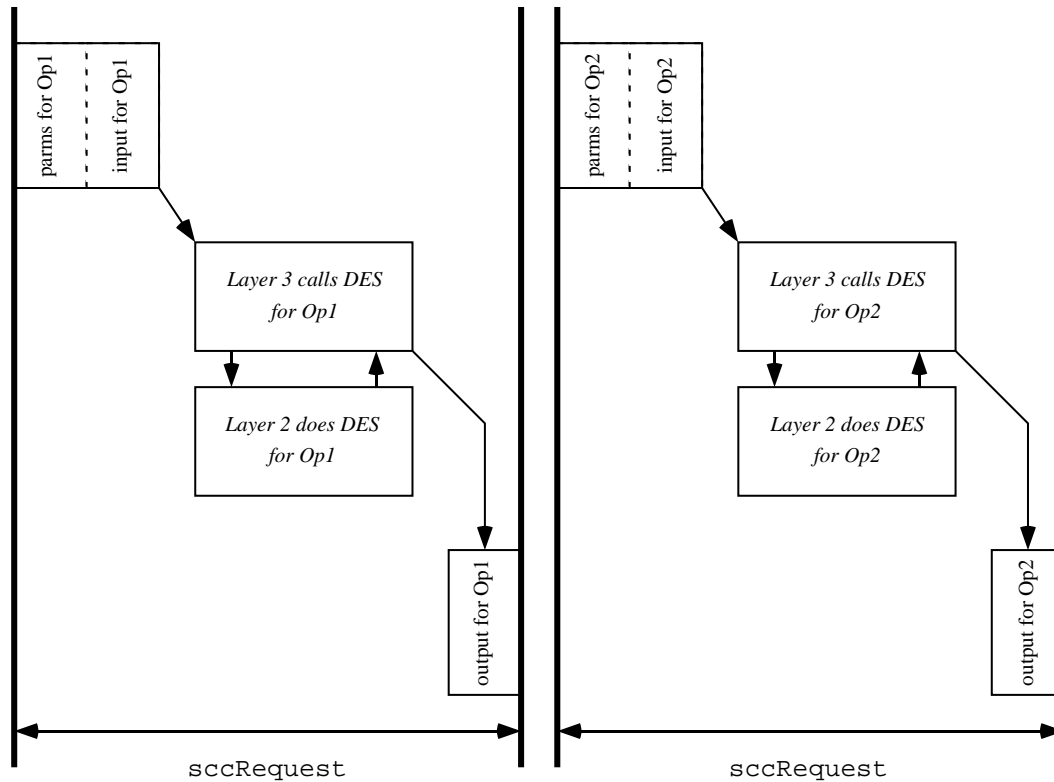 parms for Op1
input for Op1
Layer 3 calls DES
for Op1
Layer 2 does DES
for Op1
output for Op1
sccRequest
parms for Op2
input for Op2
Layer 3 calls DES
for Op2
Layer 2 does DES
for Op2
output for Op2
sccRequest